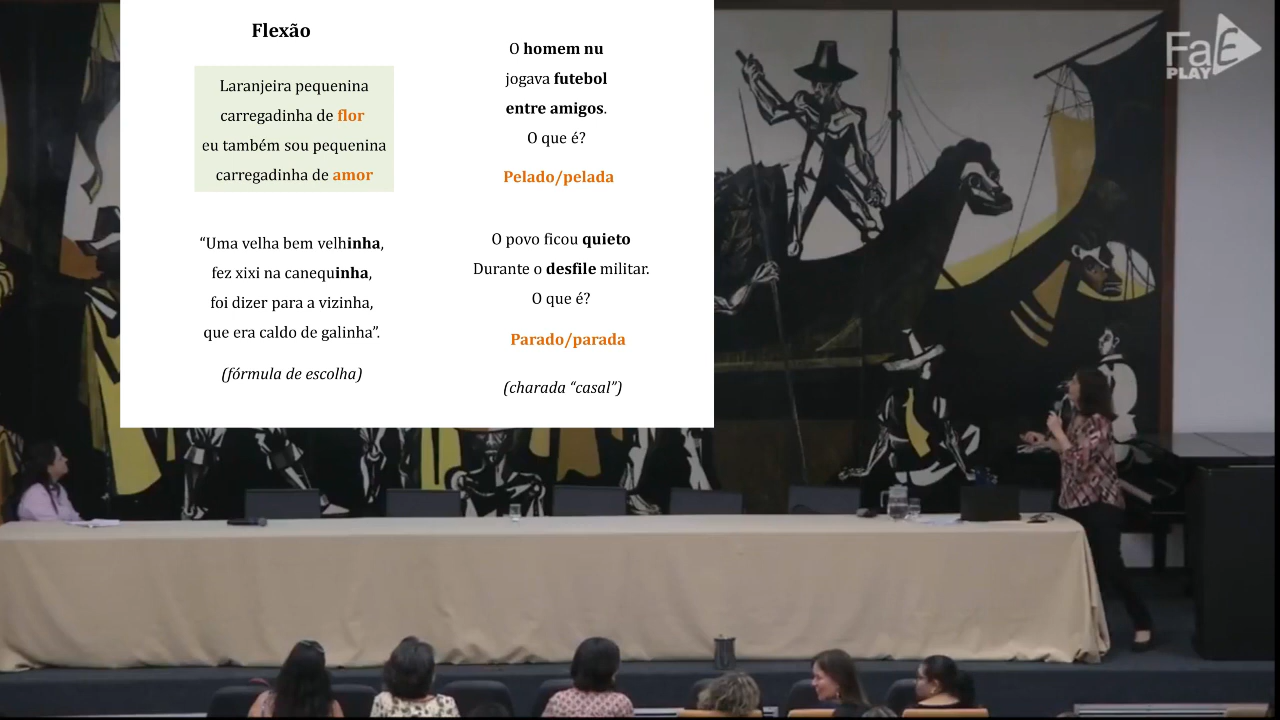 Flexão
Laranjeira pequenina
carregadinha de flor
eu também sou pequenina
carregadinha de amor
“Uma velha bem velhinha,
fez xixi na canequinha,
foi dizer para a vizinha,
que era caldo de galinha”.
(fórmula de escolha)
O homem nu
jogava futebol
entre amigos.
O que é?
Pelado/pelada
O povo ficou quieto
Durante o desfile militar.
O que é?
Parado/parada
(charada “casal”)
FaE
PLAY